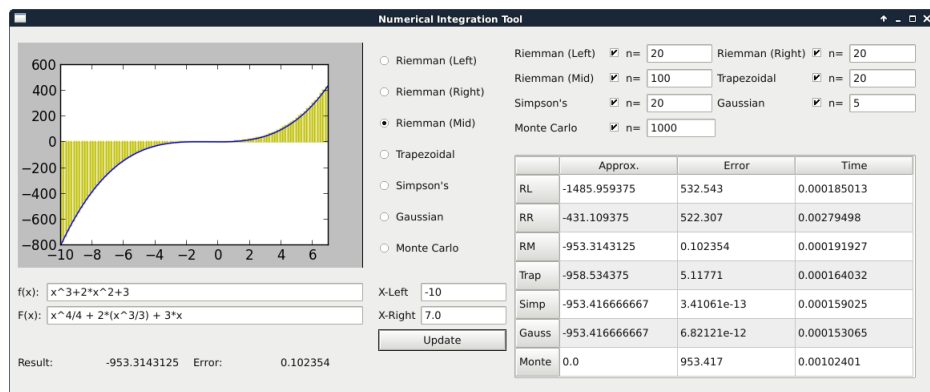 Numerical Integration Tool
600
400
200
0
−200
−400
−600
−800
−10 −8 −6 −4 −2 0 2 4 6
Riemman (Left)
Riemman (Right)
Riemman (Mid)
Trapezoidal
Simpson's
Gaussian
Monte Carlo
f(x): x^3+2*x^2+3
F(x): x^4/4 + 2*(x^3/3) + 3*x
X-Left -10
X-Right 7.0
Update
Result: -953.3143125 Error: 0.102354
Riemman (Left) n= 20 Riemman (Right) n= 20
Riemman (Mid) n= 100 Trapezoidal n= 20
Simpson's n= 20 Gaussian n= 5
Monte Carlo n= 1000
Approx. Error Time
RL -1485.959375 532.543 0.000185013
RR -431.109375 522.307 0.00279498
RM -953.3143125 0.102354 0.000191927
Trap -958.534375 5.11771 0.000164032
Simp -953.416666667 3.41061e-13 0.000159025
Gauss -953.416666667 6.82121e-12 0.000153065
Monte 0.0 953.417 0.00102401